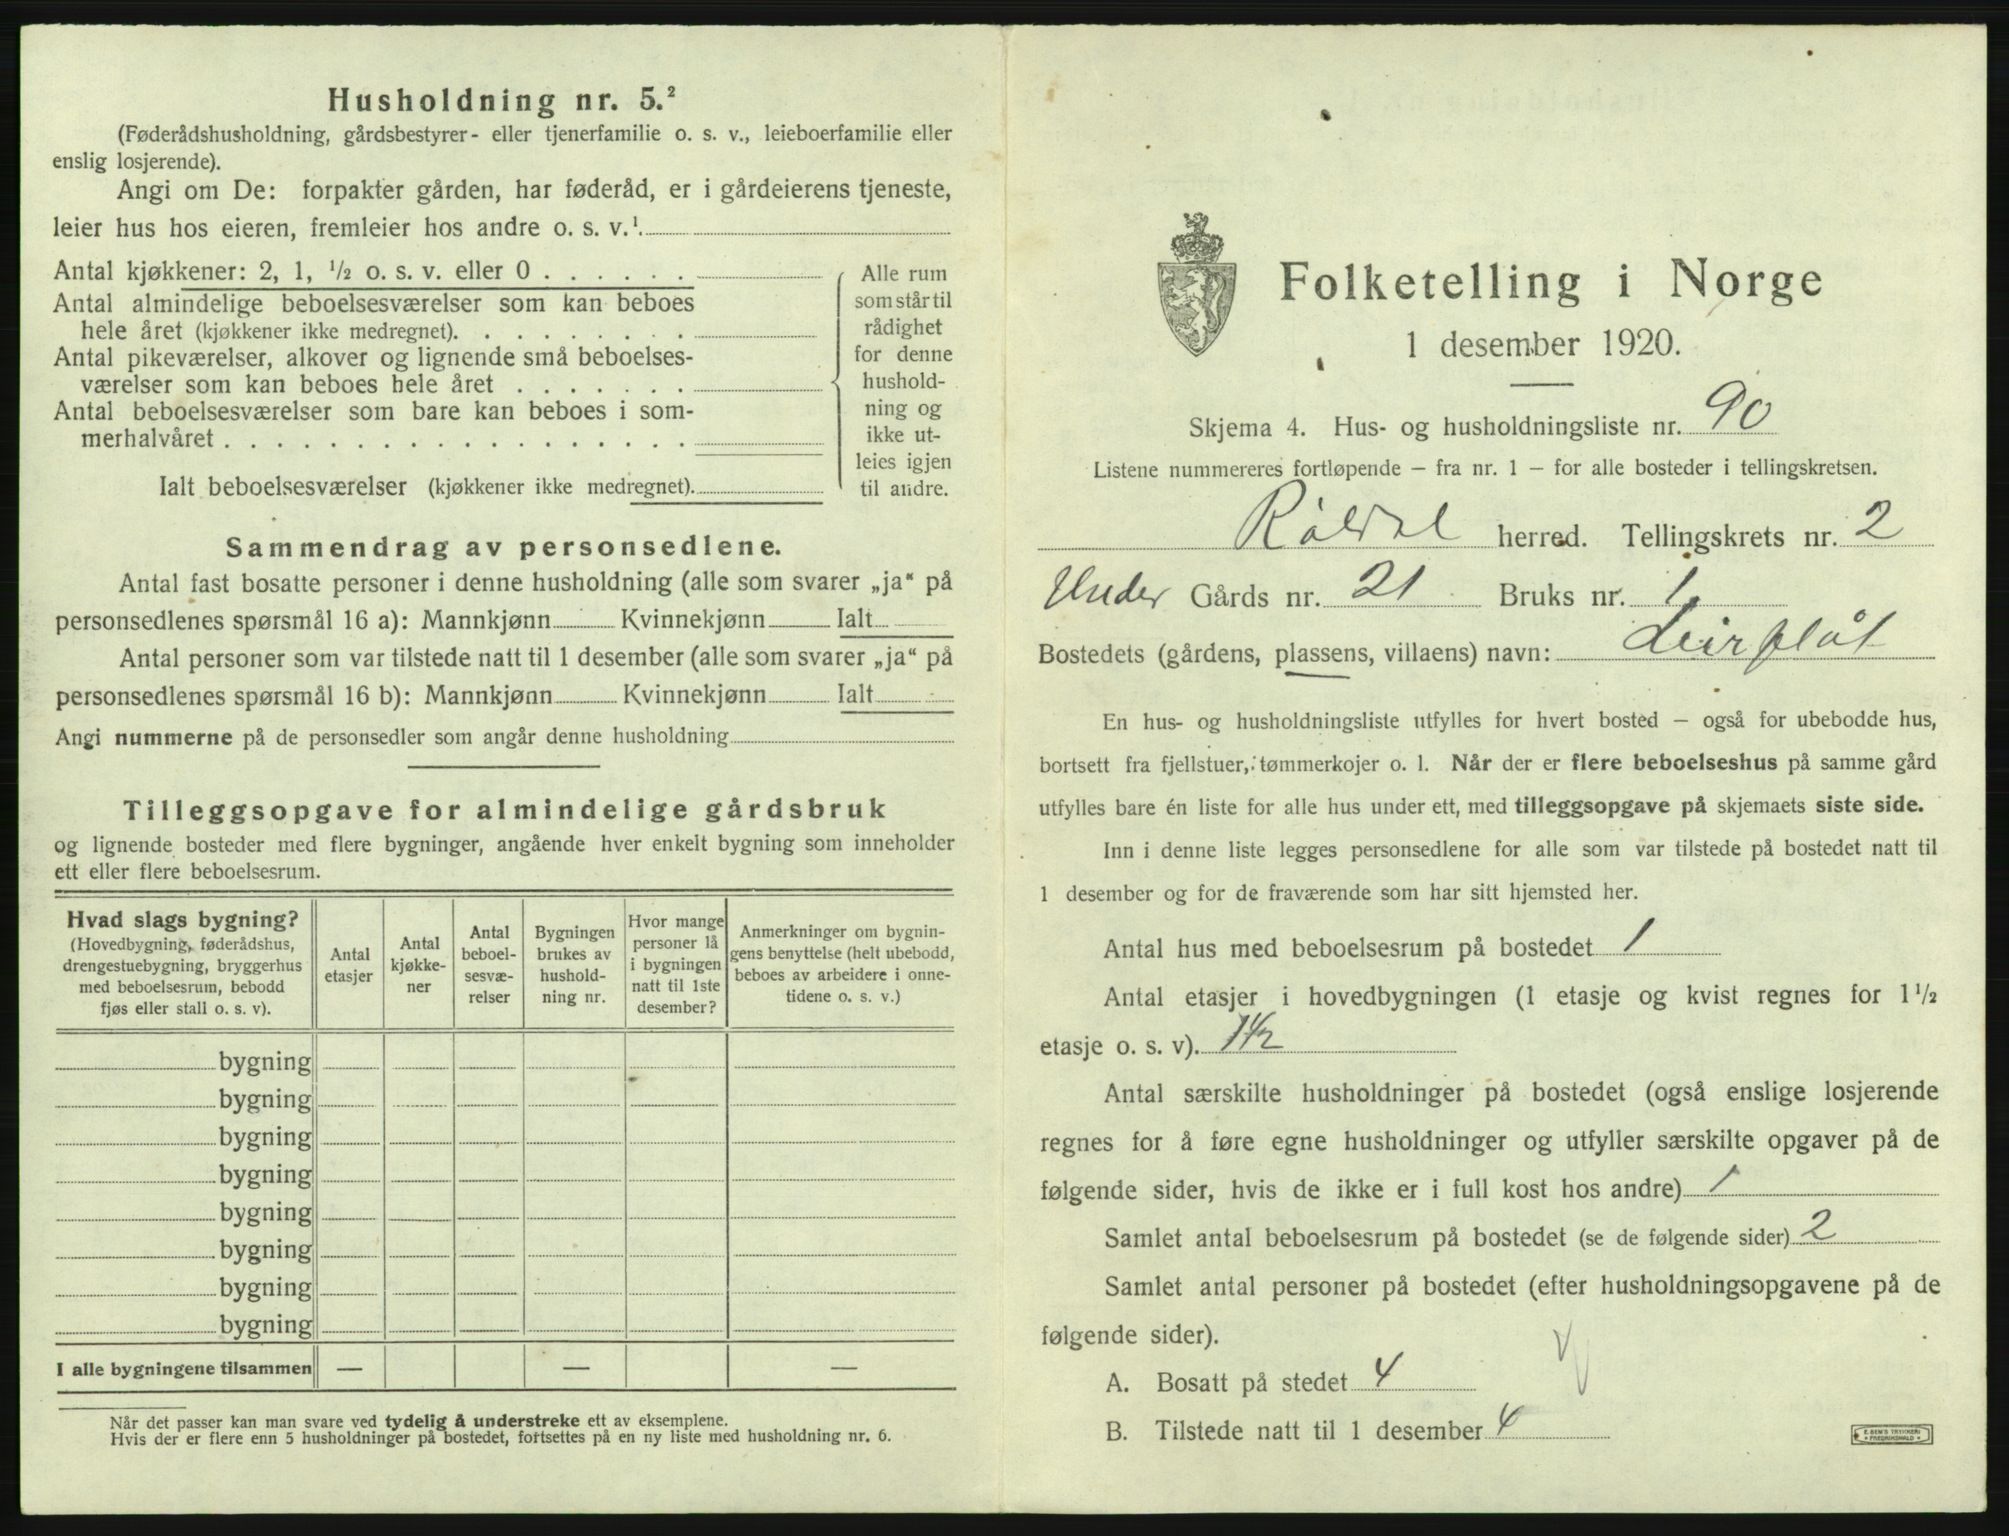 Husholdning nr. 5.²
(Føderådshusholdning, gårdsbestyrer- eller tjenerfamilie o. s. v., leieboerfamilie eller
enslig losjerende).
Angi om De: forpakter gården, har føderåd, er i gårdeierens tjeneste,
leier hus hos eieren, fremleier hos andre o. s. v.¹
Antal kjøkkener: 2, 1, ½ o. s. v. eller 0 . . . . . .
Antal almindelige beboelsesværelser som kan beboes
hele året (kjøkkener ikke medregnet). . . . . . . . .
Antal pikeværelser, alkover og lignende små beboelses-
værelser som kan beboes hele året . . . . . . .
Antal beboelsesværelser som bare kan beboes i som-
merhalvåret . . . . . . . . . . . . . . . . . .
Ialt beboelsesværelser (kjøkkener ikke medregnet).
Alle rum
som står til
rådighet
for denne
hushold-
ning og
ikke ut-
leies igjen
til andre.
Sammendrag av personsedlene.
Antal fast bosatte personer i denne husholdning (alle som svarer „ja“ på
personsedlenes spørsmål 16 a): Mannkjønn Kvinnekjønn Ialt
Antal personer som var tilstede natt til 1 desember (alle som svarer „ja“ på
personsedlenes spørsmål 16 b): Mannkjønn Kvinnekjønn Ialt
Angi nummerne på de personsedler som angår denne husholdning
Tilleggsopgave for almindelige gårdsbruk
og lignende bosteder med flere bygninger, angående hver enkelt bygning som inneholder
ett eller flere beboelsesrum.
Hvad slags bygning?
(Hovedbygning, føderådshus,
drengestuebygning, bryggerhus
med beboelsesrum, bebodd
fjøs eller stall o. s. v).
Antal
etasjer
Antal
kjøkke-
ner
Antal
beboel-
sesvæ-
relser
Bygningen
brukes av
hushold-
ning nr.
Hvor mange
personer lå
i bygningen
natt til 1ste
desember?
Anmerkninger om bygnin-
gens benyttelse (helt ubebodd,
beboes av arbeidere i onne-
tidene o. s. v.)
bygning
bygning
bygning
bygning
bygning
bygning
bygning
bygning
I alle bygningene tilsammen — — —
Når det passer kan man svare ved tydelig å understreke ett av eksemplene.
Hvis der er flere enn 5 husholdninger på bostedet, fortsettes på en ny liste med husholdning nr. 6.
Folketelling i Norge
1 desember 1920.
Skjema 4. Hus- og husholdningsliste nr. 90
Listene nummereres fortløpende – fra nr. 1 – for alle bosteder i tellingskretsen.
Røldal herred. Tellingskrets nr. 2
Under Gårds nr. 21 Bruks nr. 1
Bostedets (gårdens, plassens, villaens) navn: Leirflåt
En hus- og husholdningsliste utfylles for hvert bosted – også for ubebodde hus,
bortsett fra fjellstuer, tømmerkojer o. l. Når der er flere beboelseshus på samme gård
utfylles bare én liste for alle hus under ett, med tilleggsopgave på skjemaets siste side.
Inn i denne liste legges personsedlene for alle som var tilstede på bostedet natt til
1 desember og for de fraværende som har sitt hjemsted her.
Antal hus med beboelsesrum på bostedet 1
Antal etasjer i hovedbygningen (1 etasje og kvist regnes for 1½
etasje o. s. v). 1½
Antal særskilte husholdninger på bostedet (også enslige losjerende
regnes for å føre egne husholdninger og utfyller særskilte opgaver på de
følgende sider, hvis de ikke er i full kost hos andre) 1
Samlet antal beboelsesrum på bostedet (se de følgende sider) 2
Samlet antal personer på bostedet (efter husholdningsopgavene på de
følgende sider).
A. Bosatt på stedet 4
B. Tilstede natt til 1 desember 4
E. SEM'S TRYKKERI
FREDRIKSHALD